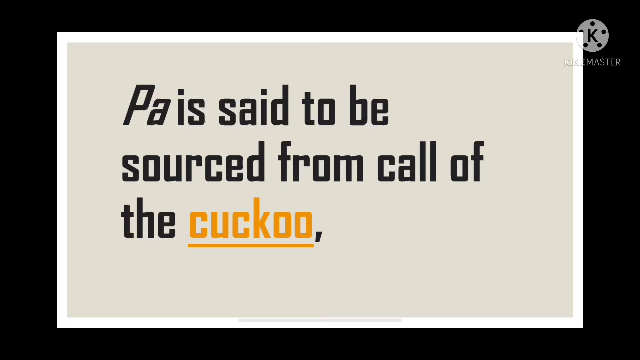 Pa is said to be
sourced from call of
the cuckoo,
K
KINEMASTER